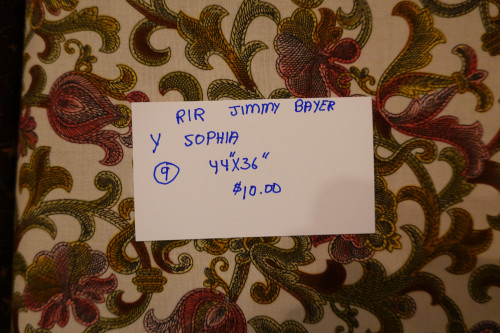 RIR JIMMY BAYER
Y SOPHIA
9 44"X36"
$10.00